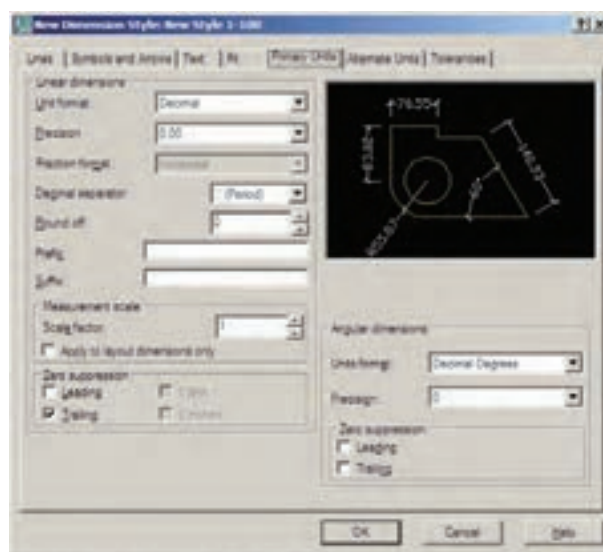 New Dimension Style: New Style 1-100
Lines Symbols and Arrows Text Fit Primary Units Alternate Units Tolerances
Linear dimensions
Unit format: Decimal
Precision 0.00
Fraction format: Horizontal
Decimal separator: (Period)
Round off: 0
Prefix:
Suffix:
Measurement scale
Scale factor: 1
Apply to layout dimensions only
Zero suppression
Leading
Trailing
Angular dimensions
Units format: Decimal Degrees
Precision: 0
Zero suppression
Leading
Trailing
OK Cancel Help